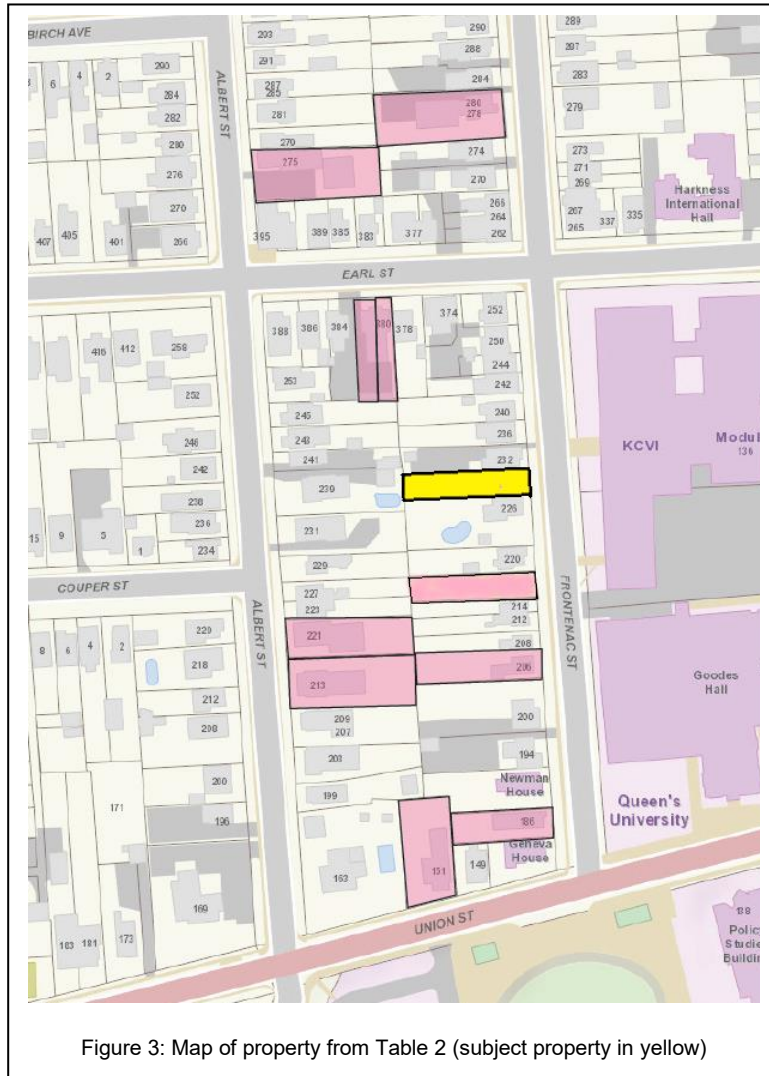 BIRCH AVE
ALBERT ST
6 4 2 290
284
282
280
276
270
266
407 405 401
293
291
287
285
281
279
275
395 389 385 383 377
290
288
284
280
278
274
270
266
264
262
289
287
283
279
273
271
269
267
265
337 335
Harkness
International
Hall
EARL ST
388 386 384 380 378 374 252
250
244
242
240
236
232
253
245
243
241
239
231
229
227
223
221
213
209
207
203
199
163
151
149
412 258
252
246
242
238
236
234
15 9 5 1
226
220
214
212
208
206
200
194
Newman
House
186
Geneva
House
KCVI
Modul
136
COUPER ST
ALBERT ST
FRONTENAC ST
8 6 4 2
229
218
212
208
200
196
171
169
183 181 173
Goodes
Hall
Queen's
University
UNION ST
Policy
Studies
Building
Figure 3: Map of property from Table 2 (subject property in yellow)